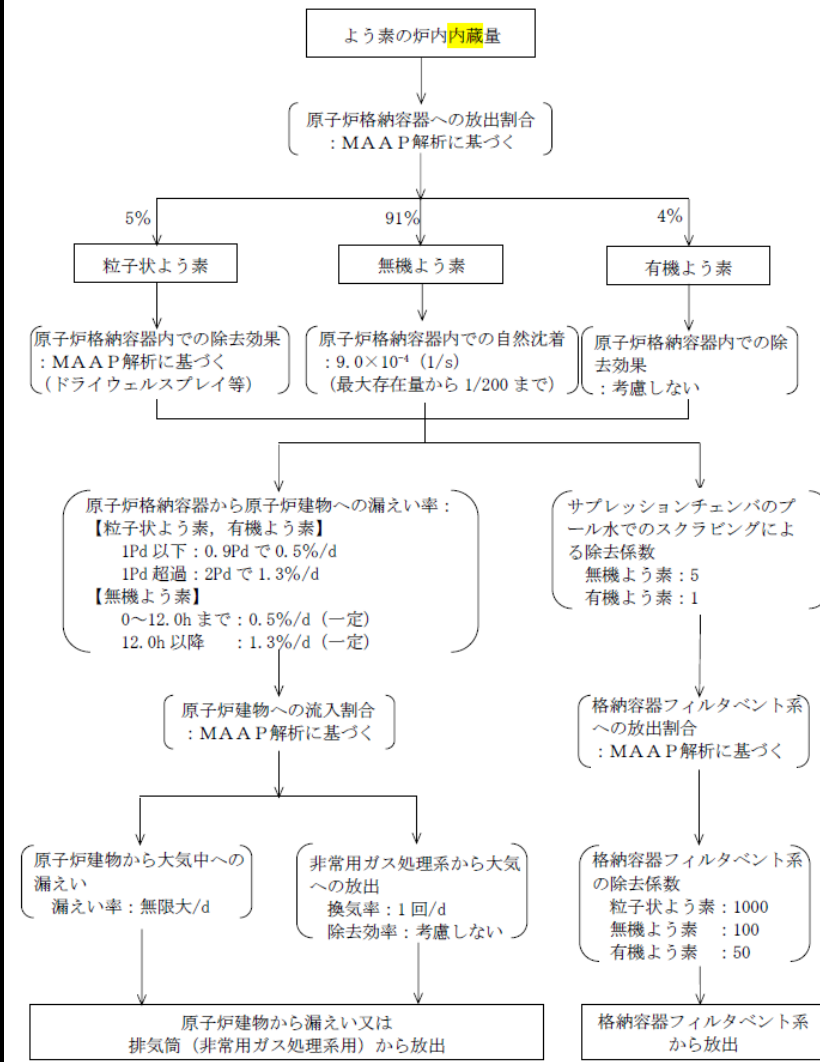 よう素の炉内内蔵量
原子炉格納容器への放出割合
：ＭＡＡＰ解析に基づく
5%
91%
4%
粒子状よう素
無機よう素
有機よう素
原子炉格納容器内での除去効果
：ＭＡＡＰ解析に基づく
（ドライウェルスプレイ等）
原子炉格納容器内での自然沈着
：9.0×10⁻⁴ (1/s)
（最大存在量から 1/200 まで）
原子炉格納容器内での除
去効果
：考慮しない
原子炉格納容器から原子炉建物への漏えい率：
【粒子状よう素，有機よう素】
1Pd 以下：0.9Pd で 0.5%/d
1Pd 超過：2Pd で 1.3%/d
【無機よう素】
0～12.0h まで：0.5%/d（一定）
12.0h 以降　　：1.3%/d（一定）
サプレッションチェンバのプ
ール水でのスクラビングによ
る除去係数
無機よう素：5
有機よう素：1
原子炉建物への流入割合
：ＭＡＡＰ解析に基づく
格納容器フィルタベント系
への放出割合
：ＭＡＡＰ解析に基づく
原子炉建物から大気中への
漏えい
漏えい率：無限大/d
非常用ガス処理系から大気
への放出
換気率：1 回/d
除去効率：考慮しない
格納容器フィルタベント系
の除去係数
粒子状よう素：1000
無機よう素　：100
有機よう素　：50
原子炉建物から漏えい又は
排気筒（非常用ガス処理系用）から放出
格納容器フィルタベント系
から放出